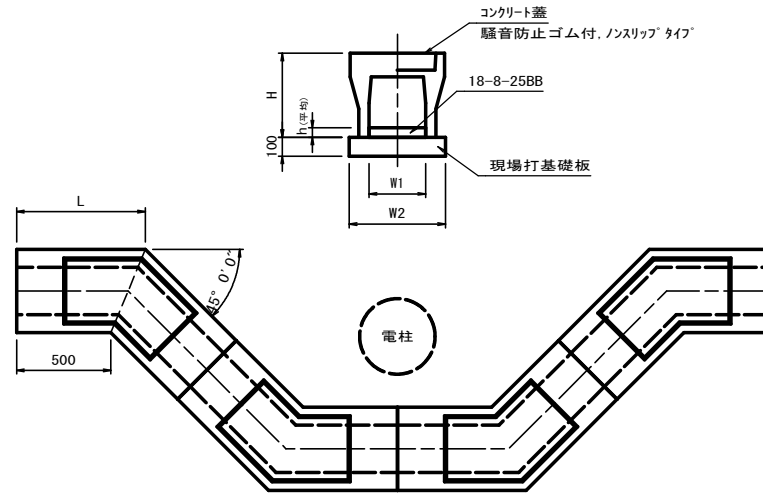 コンクリート蓋
騒音防止ゴム付,ノンスリップタイプ
18-8-25BB
H
h(平均)
100
現場打基礎板
W1
W2
L
45° 0'0"
電柱
500